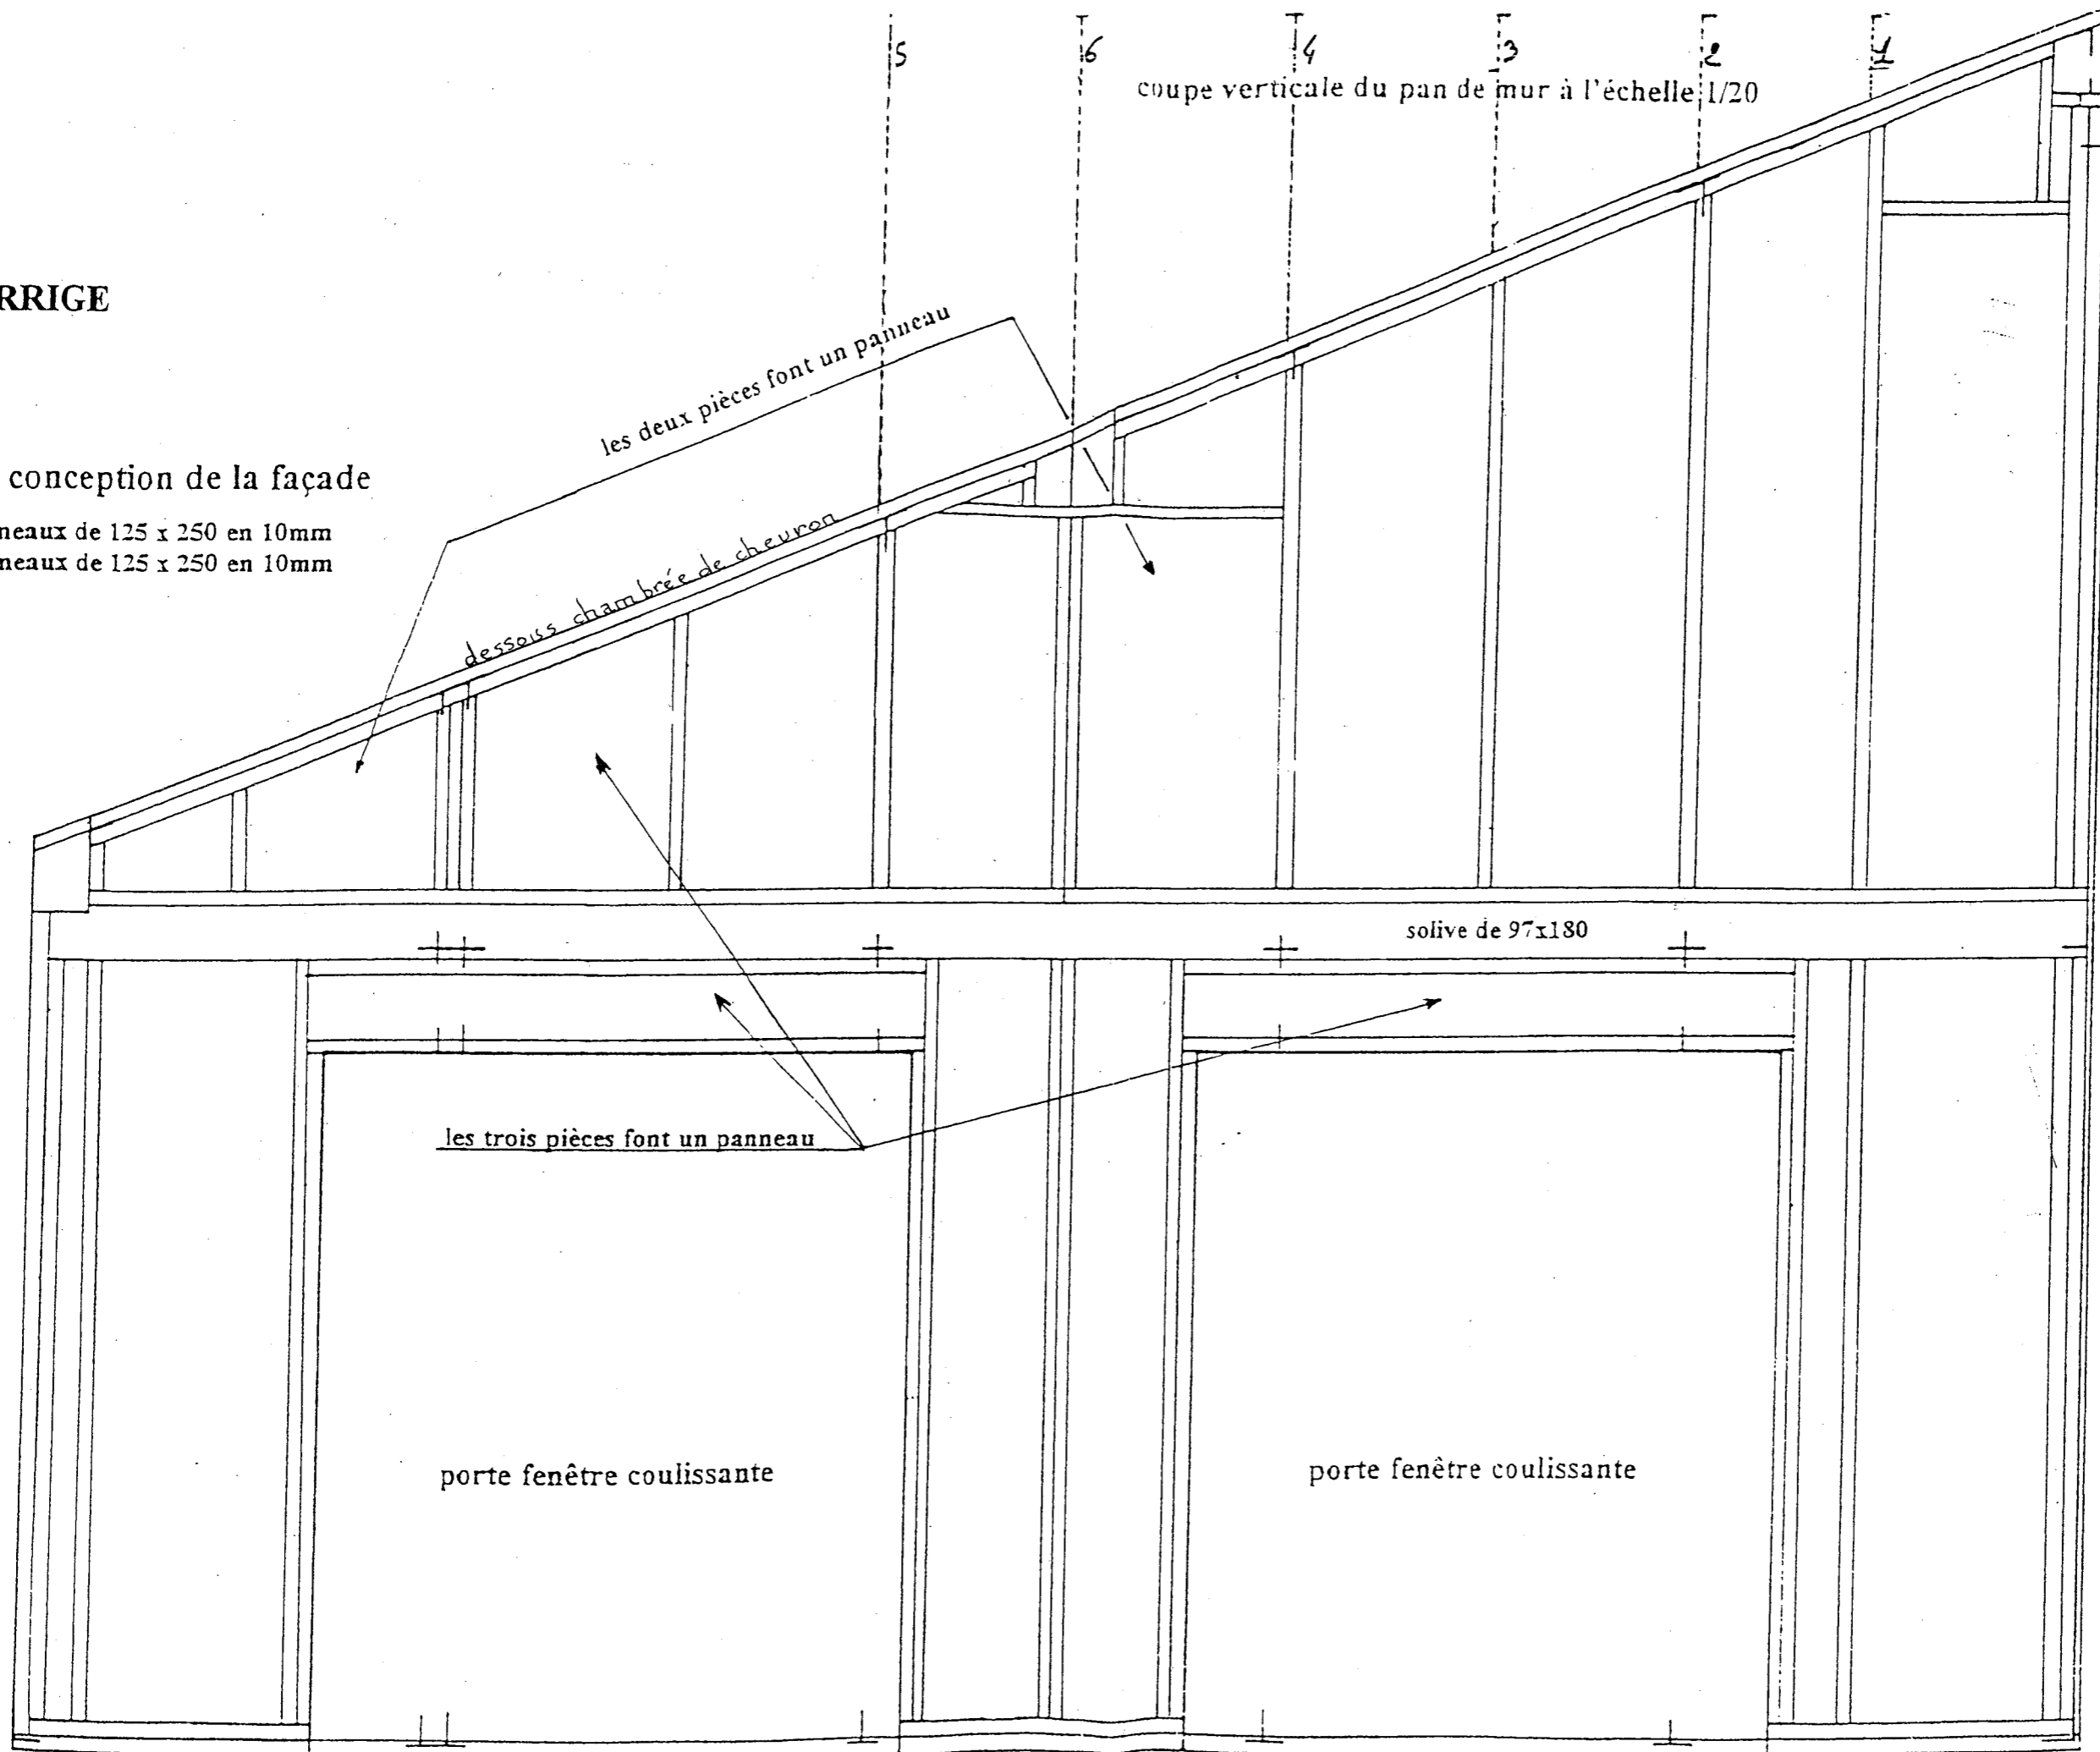 5 6 4 3 2 1
coupe verticale du pan de mur à l'échelle 1/20
RRIGE
les deux pièces font un panneau
conception de la façade
neaux de 125 x 250 en 10mm
neaux de 125 x 250 en 10mm
dessous chambrée de chevron
solive de 97x180
les trois pièces font un panneau
porte fenêtre coulissante
porte fenêtre coulissante